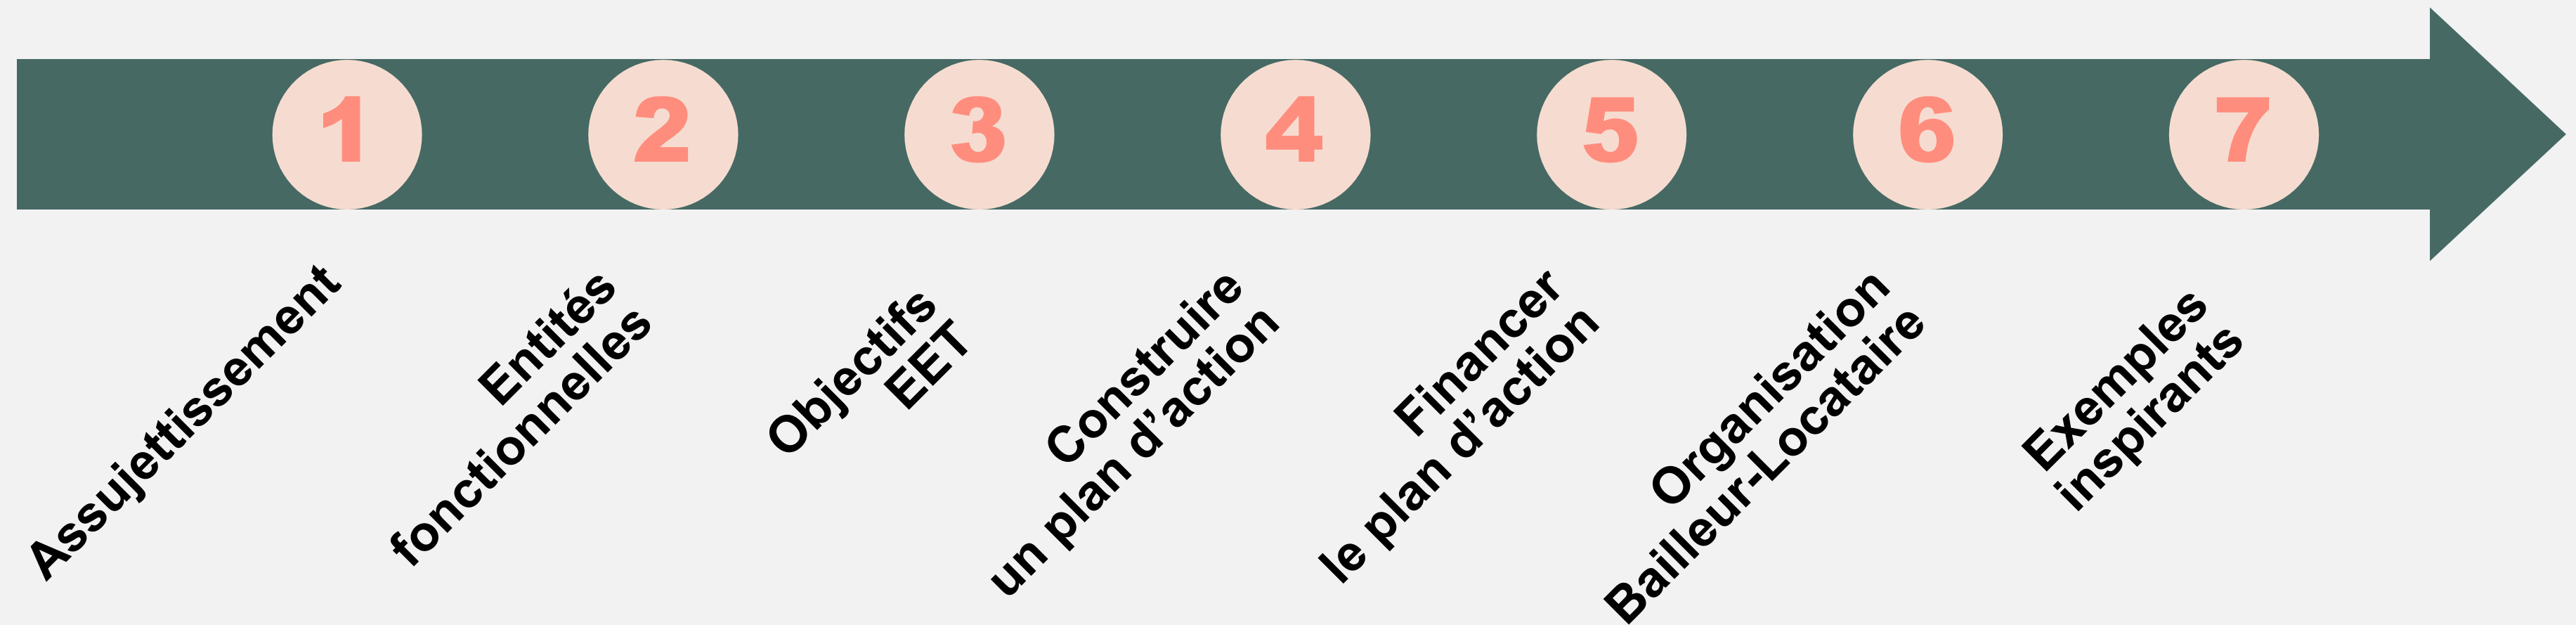 1
2
3
4
5
6
7
Assujettissement
Entités
fonctionnelles
Objectifs
EET
Construire
un plan d’action
Financer
le plan d’action
Organisation
Bailleur-Locataire
Exemples
inspirants